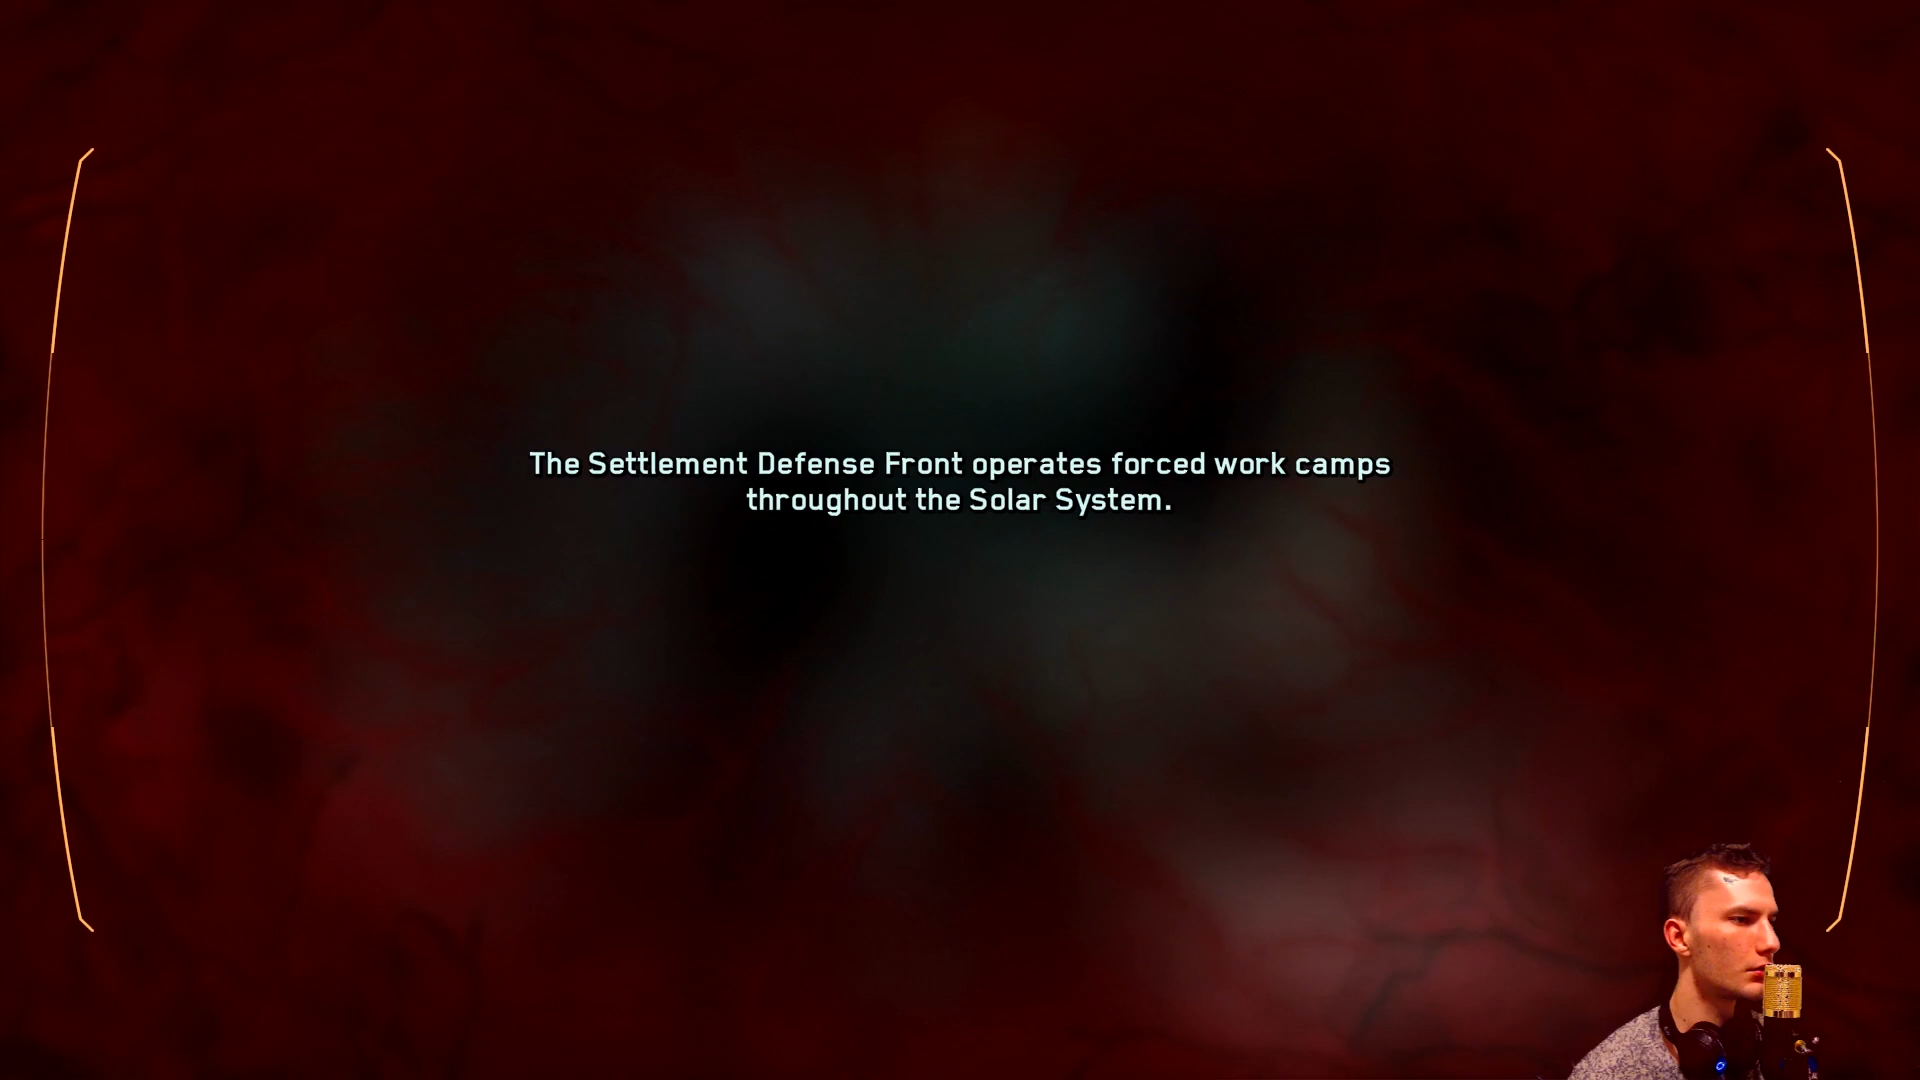 The Settlement Defense Front operates forced work camps
throughout the Solar System.